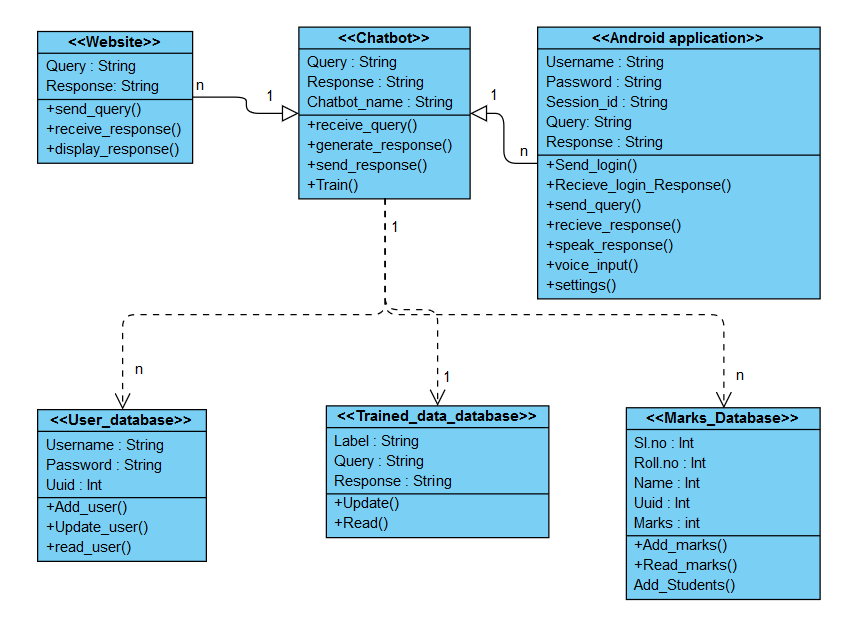 <<Website>>
Query : String
Response: String
+send_query()
+receive_response()
+display_response()
n
1
<<Chatbot>>
Query : String
Response : String
Chatbot_name : String
+receive_query()
+generate_response()
+send_response()
+Train()
1
n
<<Android application>>
Username : String
Password : String
Session_id : String
Query: String
Response : String
+Send_login()
+Recieve_login_Response()
+send_query()
+recieve_response()
+speak_response()
+voice_input()
+settings()
1
n
1
n
<<User_database>>
Username : String
Password : String
Uuid : Int
+Add_user()
+Update_user()
+read_user()
<<Trained_data_database>>
Label : String
Query : String
Response : String
+Update()
+Read()
<<Marks_Database>>
Sl.no : Int
Roll.no : Int
Name : Int
Uuid : Int
Marks : int
+Add_marks()
+Read_marks()
Add_Students()